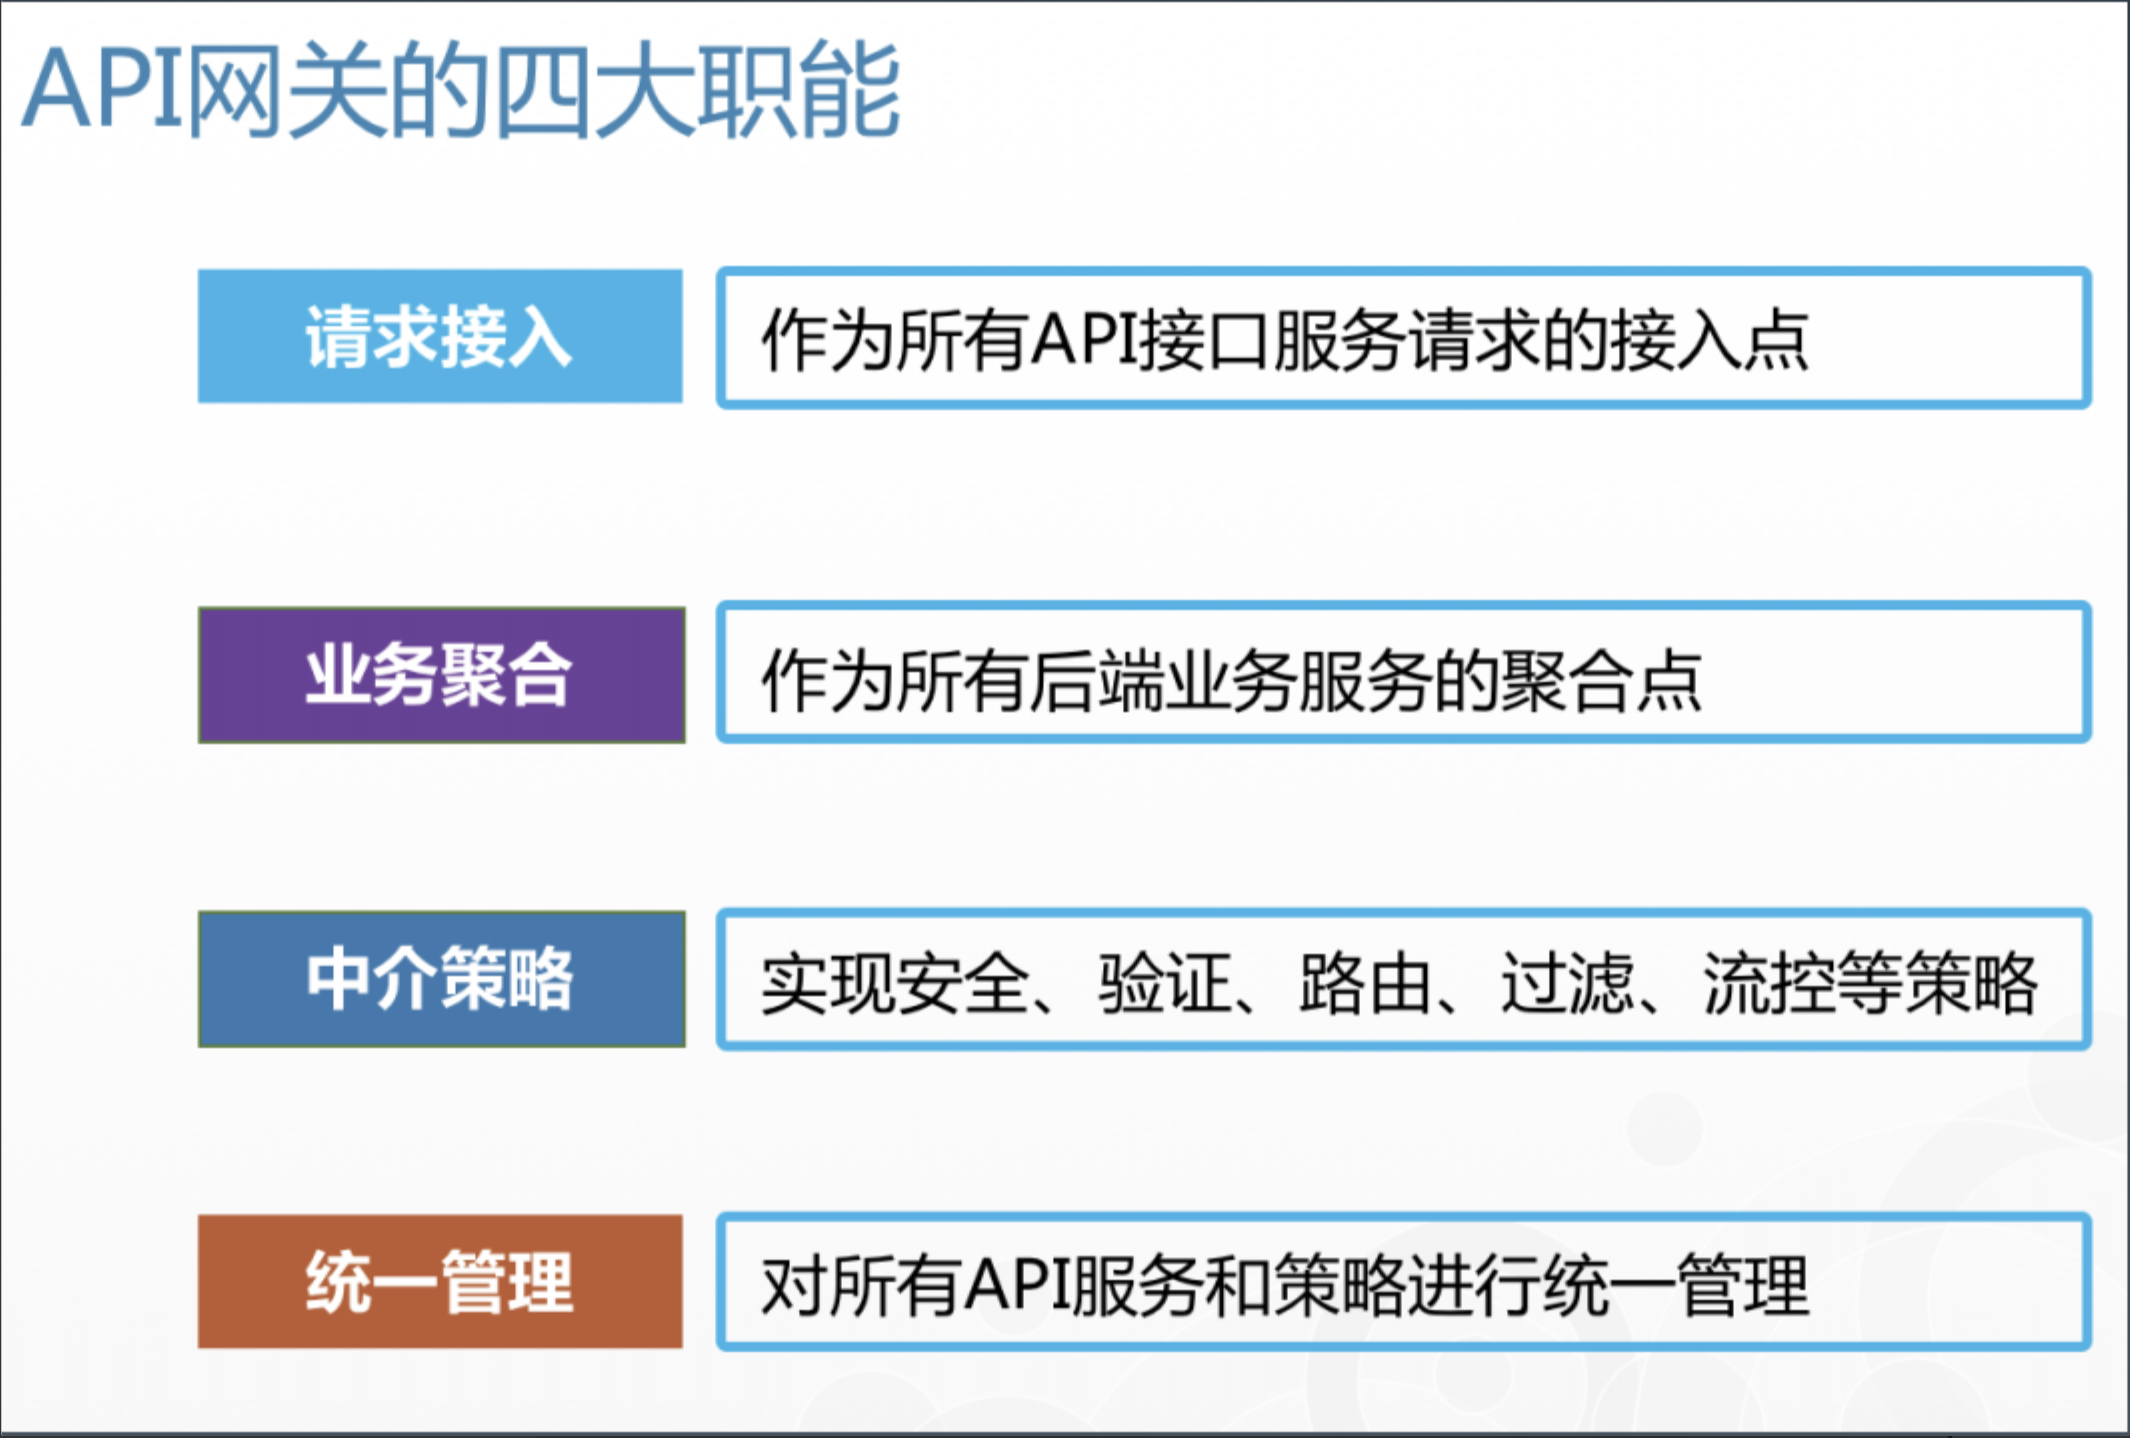 API网关的四大职能
请求接入
作为所有API接口服务请求的接入点
业务聚合
作为所有后端业务服务的聚合点
中介策略
实现安全、验证、路由、过滤、流控等策略
统一管理
对所有API服务和策略进行统一管理